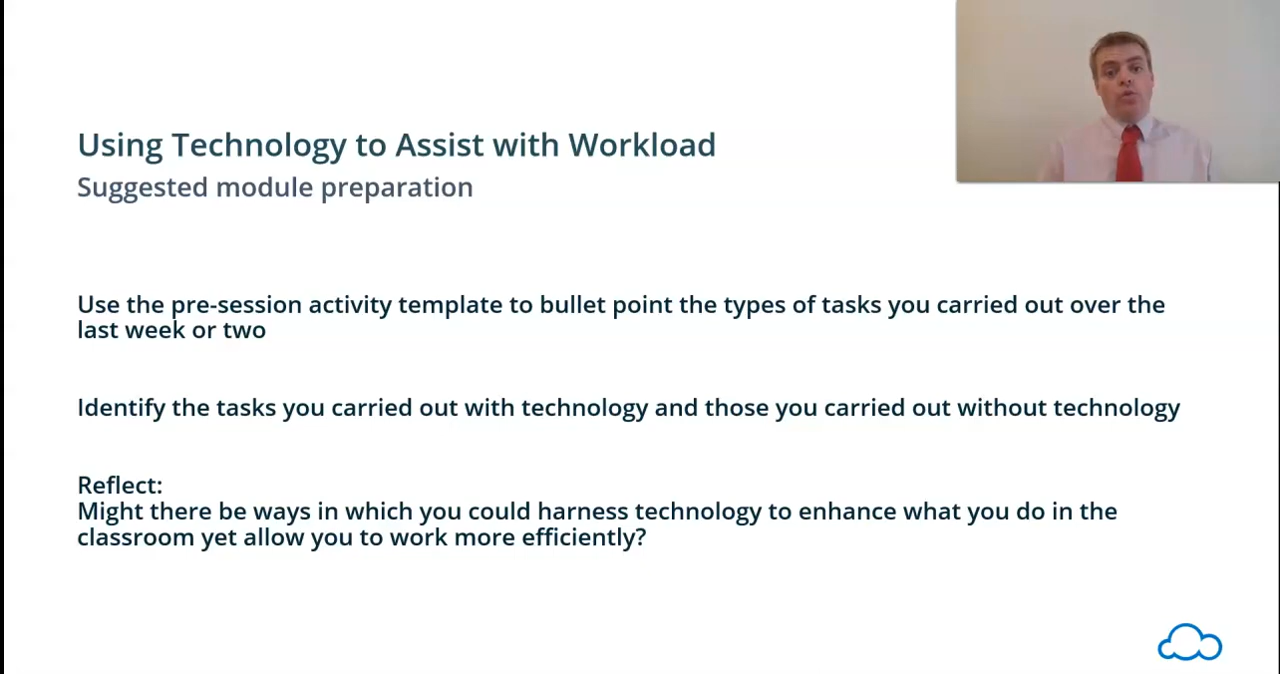 Using Technology to Assist with Workload
Suggested module preparation
Use the pre-session activity template to bullet point the types of tasks you carried out over the
last week or two
Identify the tasks you carried out with technology and those you carried out without technology
Reflect:
Might there be ways in which you could harness technology to enhance what you do in the
classroom yet allow you to work more efficiently?